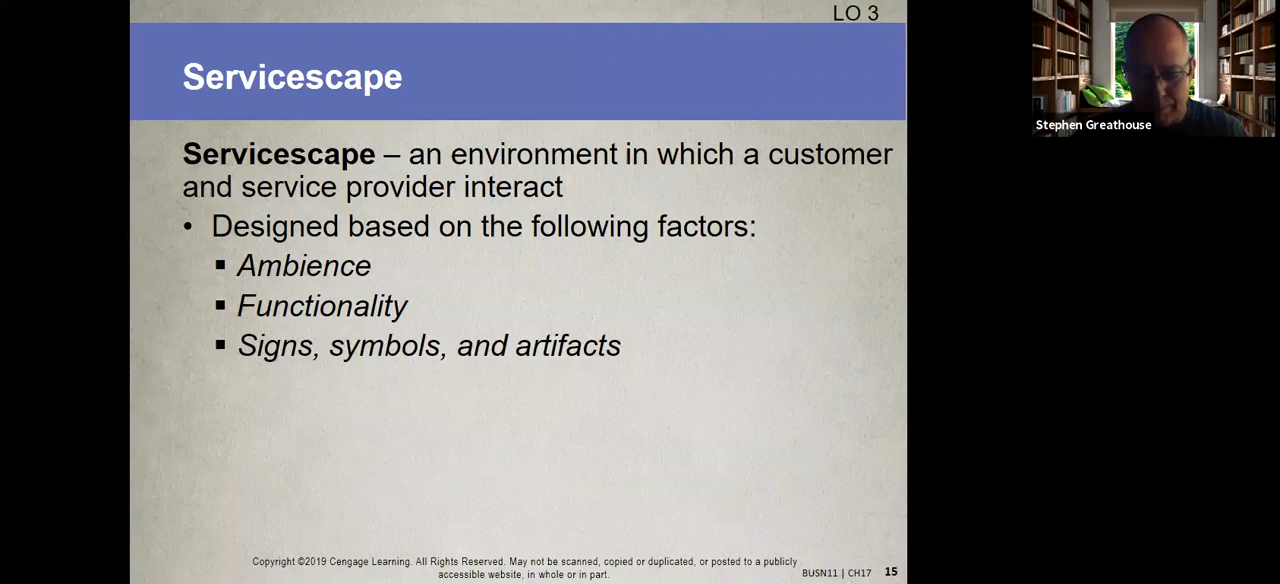 LO 3
Servicescape
Servicescape – an environment in which a customer
and service provider interact
• Designed based on the following factors:
▪ Ambience
▪ Functionality
▪ Signs, symbols, and artifacts
Copyright ©2019 Cengage Learning. All Rights Reserved. May not be scanned, copied or duplicated, or posted to a publicly
accessible website, in whole or in part.
BUSN11 | CH17 15
Stephen Greathouse